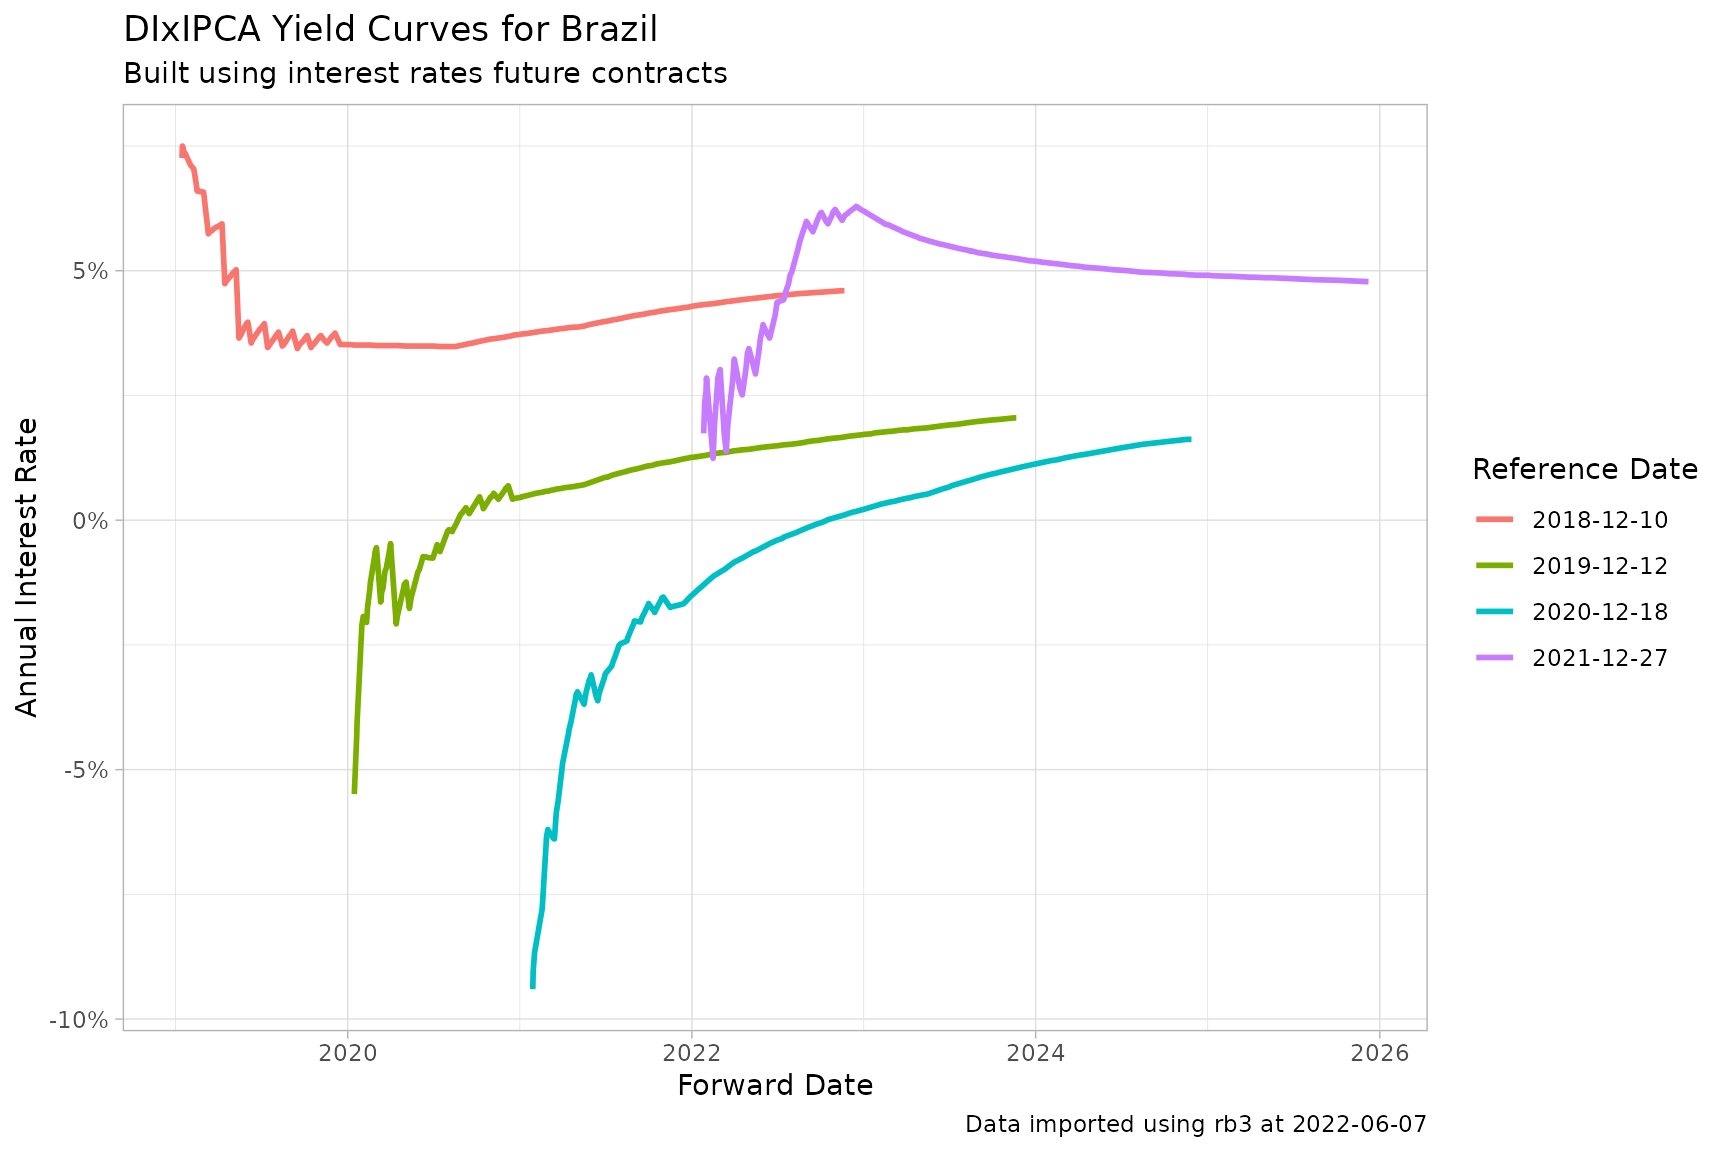 DIxIPCA Yield Curves for Brazil
Built using interest rates future contracts
Annual Interest Rate
5%
0%
-5%
-10%
2020
2022
2024
2026
Forward Date
Reference Date
2018-12-10
2019-12-12
2020-12-18
2021-12-27
Data imported using rb3 at 2022-06-07